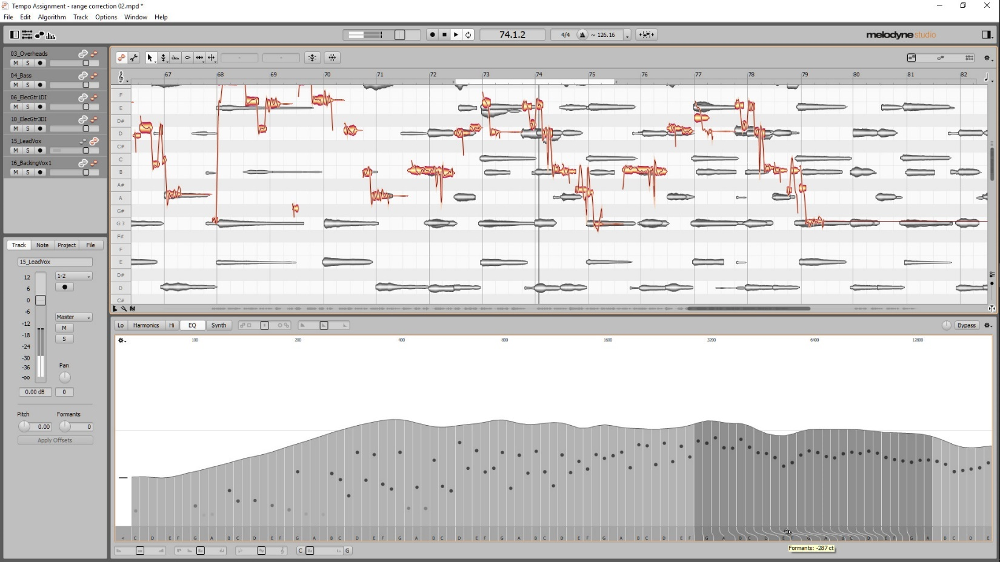 Tempo Assignment - range correction 02.mpd *
File Edit Algorithm Track Options Window Help
74.1.2 4/4 ~ 126.16 melodyne studio
03_Overheads
M S
04_Bass
M S
06_ElecGtr1DI
M S
10_ElecGtr3DI
M S
15_LeadVox
M S
16_BackingVox1
M S
- -
67 68 69 70 71 72 73 74 75 76 77 78 79 80 81 82
F
E
D#
D
C#
C
B
A#
A
G#
G 3
F#
F
E
D#
D
C#
Track Note Project File
15_LeadVox
12
6
0
-6
-12
-18
-24
-30
-36
-oo
1-2
Master
M
S
Pan
0.00 dB 0
Pitch Formants
0.00 0
Apply Offsets
Lo Harmonics Hi EQ Synth Bypass
100 200 400 800 1600 3200 6400 12800
< C D E F G A B C D E F G A B C D E F G A B C D E F G A B C D E F G A B C D E F G A B C D E F G A B C D E
Formants: -287 ct
C G